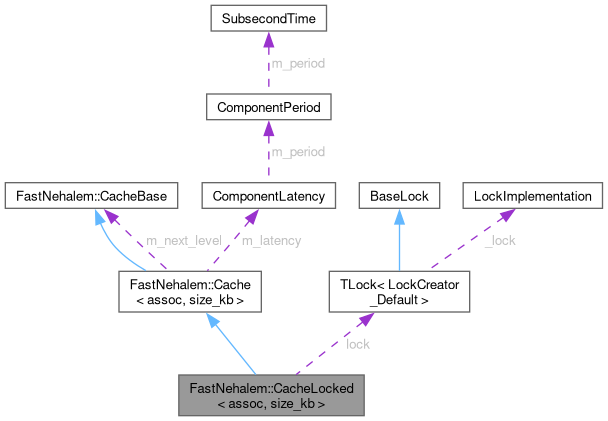 SubsecondTime
m_period
ComponentPeriod
m_period
FastNehalem::CacheBase
ComponentLatency
BaseLock
LockImplementation
m_next_level
m_latency
_lock
FastNehalem::Cache
< assoc, size_kb >
TLock< LockCreator
_Default >
lock
FastNehalem::CacheLocked
< assoc, size_kb >